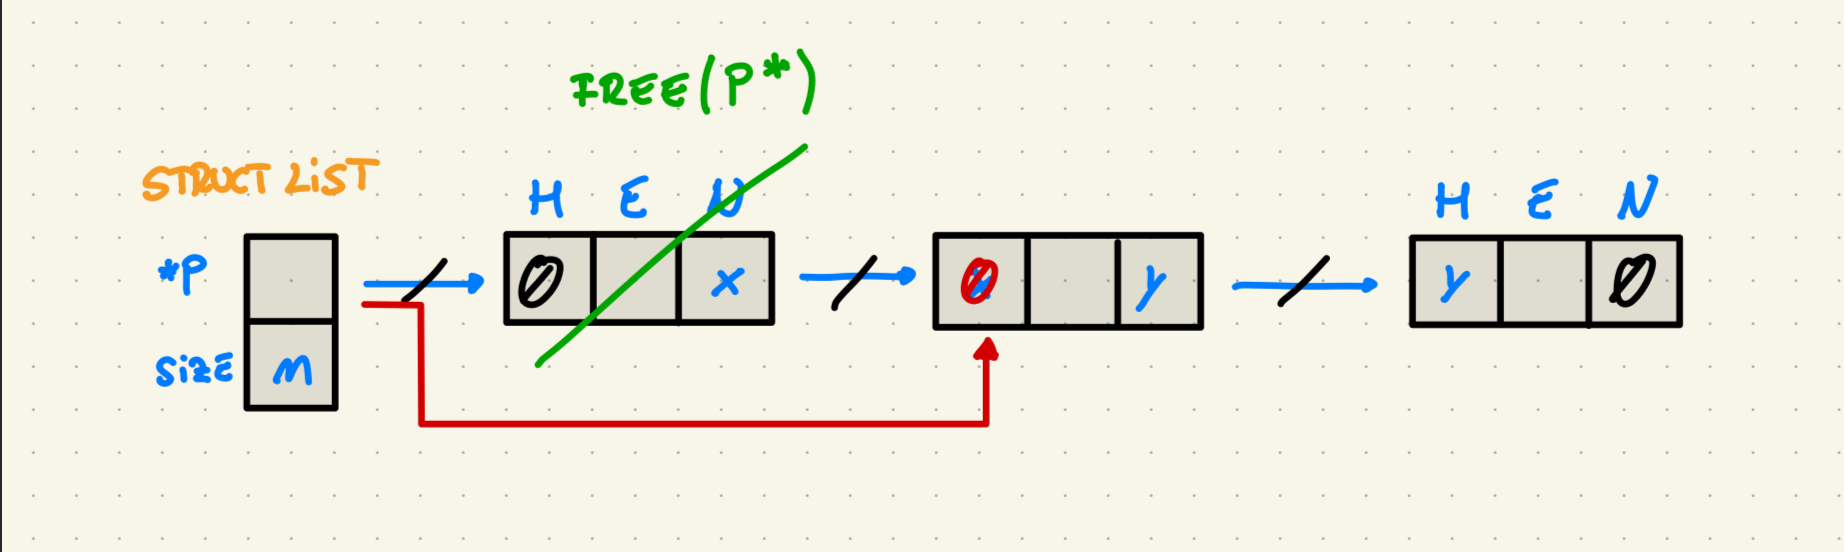 FREE(P*)
STRUCT LiST
H E N
H E N
*P
Ø
x
Ø
y
y
Ø
SiZE
m